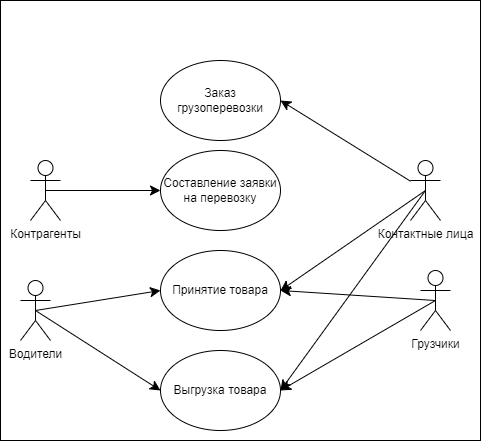 Заказ
грузоперевозки
Составление заявки
на перевозку
Контрагенты
Контактные лица
Принятие товара
Водители
Грузчики
Выгрузка товара